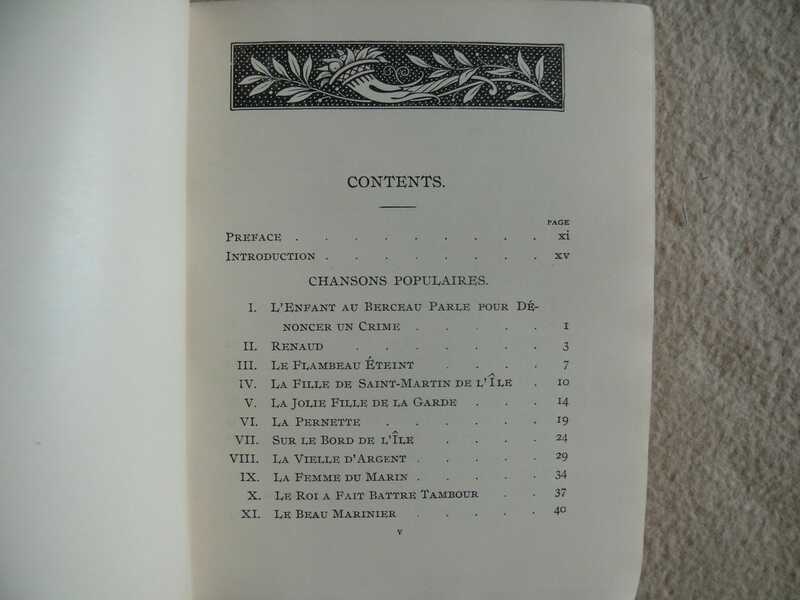 CONTENTS.
PAGE
PREFACE . . . . . . . . . xi
INTRODUCTION . . . . . . . . xv
CHANSONS POPULAIRES.
I. L'ENFANT AU BERCEAU PARLE POUR DÉ-
NONCER UN CRIME . . . . . 1
II. RENAUD . . . . . . . 3
III. LE FLAMBEAU ÉTEINT . . . . 7
IV. LA FILLE DE SAINT-MARTIN DE L'ÎLE . 10
V. LA JOLIE FILLE DE LA GARDE . . . 14
VI. LA PERNETTE . . . . . . 19
VII. SUR LE BORD DE L'ÎLE . . . . 24
VIII. LA VIELLE D'ARGENT . . . . . 29
IX. LA FEMME DU MARIN . . . . . 34
X. LE ROI A FAIT BATTRE TAMBOUR . . 37
XI. LE BEAU MARINIER . . . . . 40
v